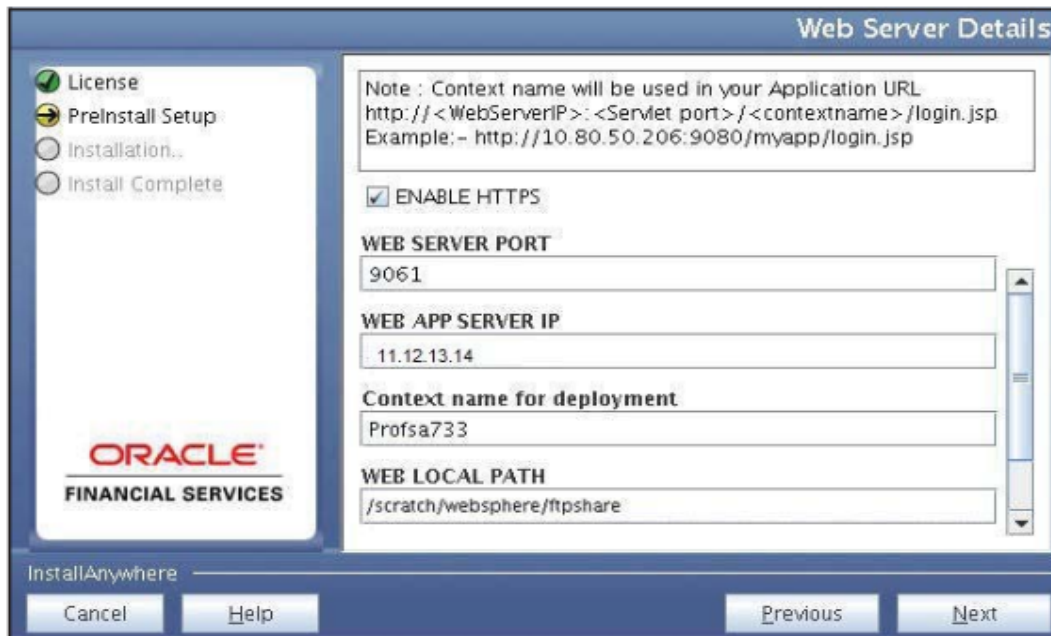 Web Server Details
License
PreInstall Setup
Installation..
Install Complete
ORACLE
FINANCIAL SERVICES
Note : Context name will be used in your Application URL
http://<WebServerIP>:<Servlet port>/<contextname>/login.jsp
Example:- http://10.80.50.206:9080/myapp/login.jsp
ENABLE HTTPS
WEB SERVER PORT
9061
WEB APP SERVER IP
11.12.13.14
Context name for deployment
Profsa733
WEB LOCAL PATH
/scratch/websphere/ftpshare
InstallAnywhere
Cancel
Help
Previous
Next